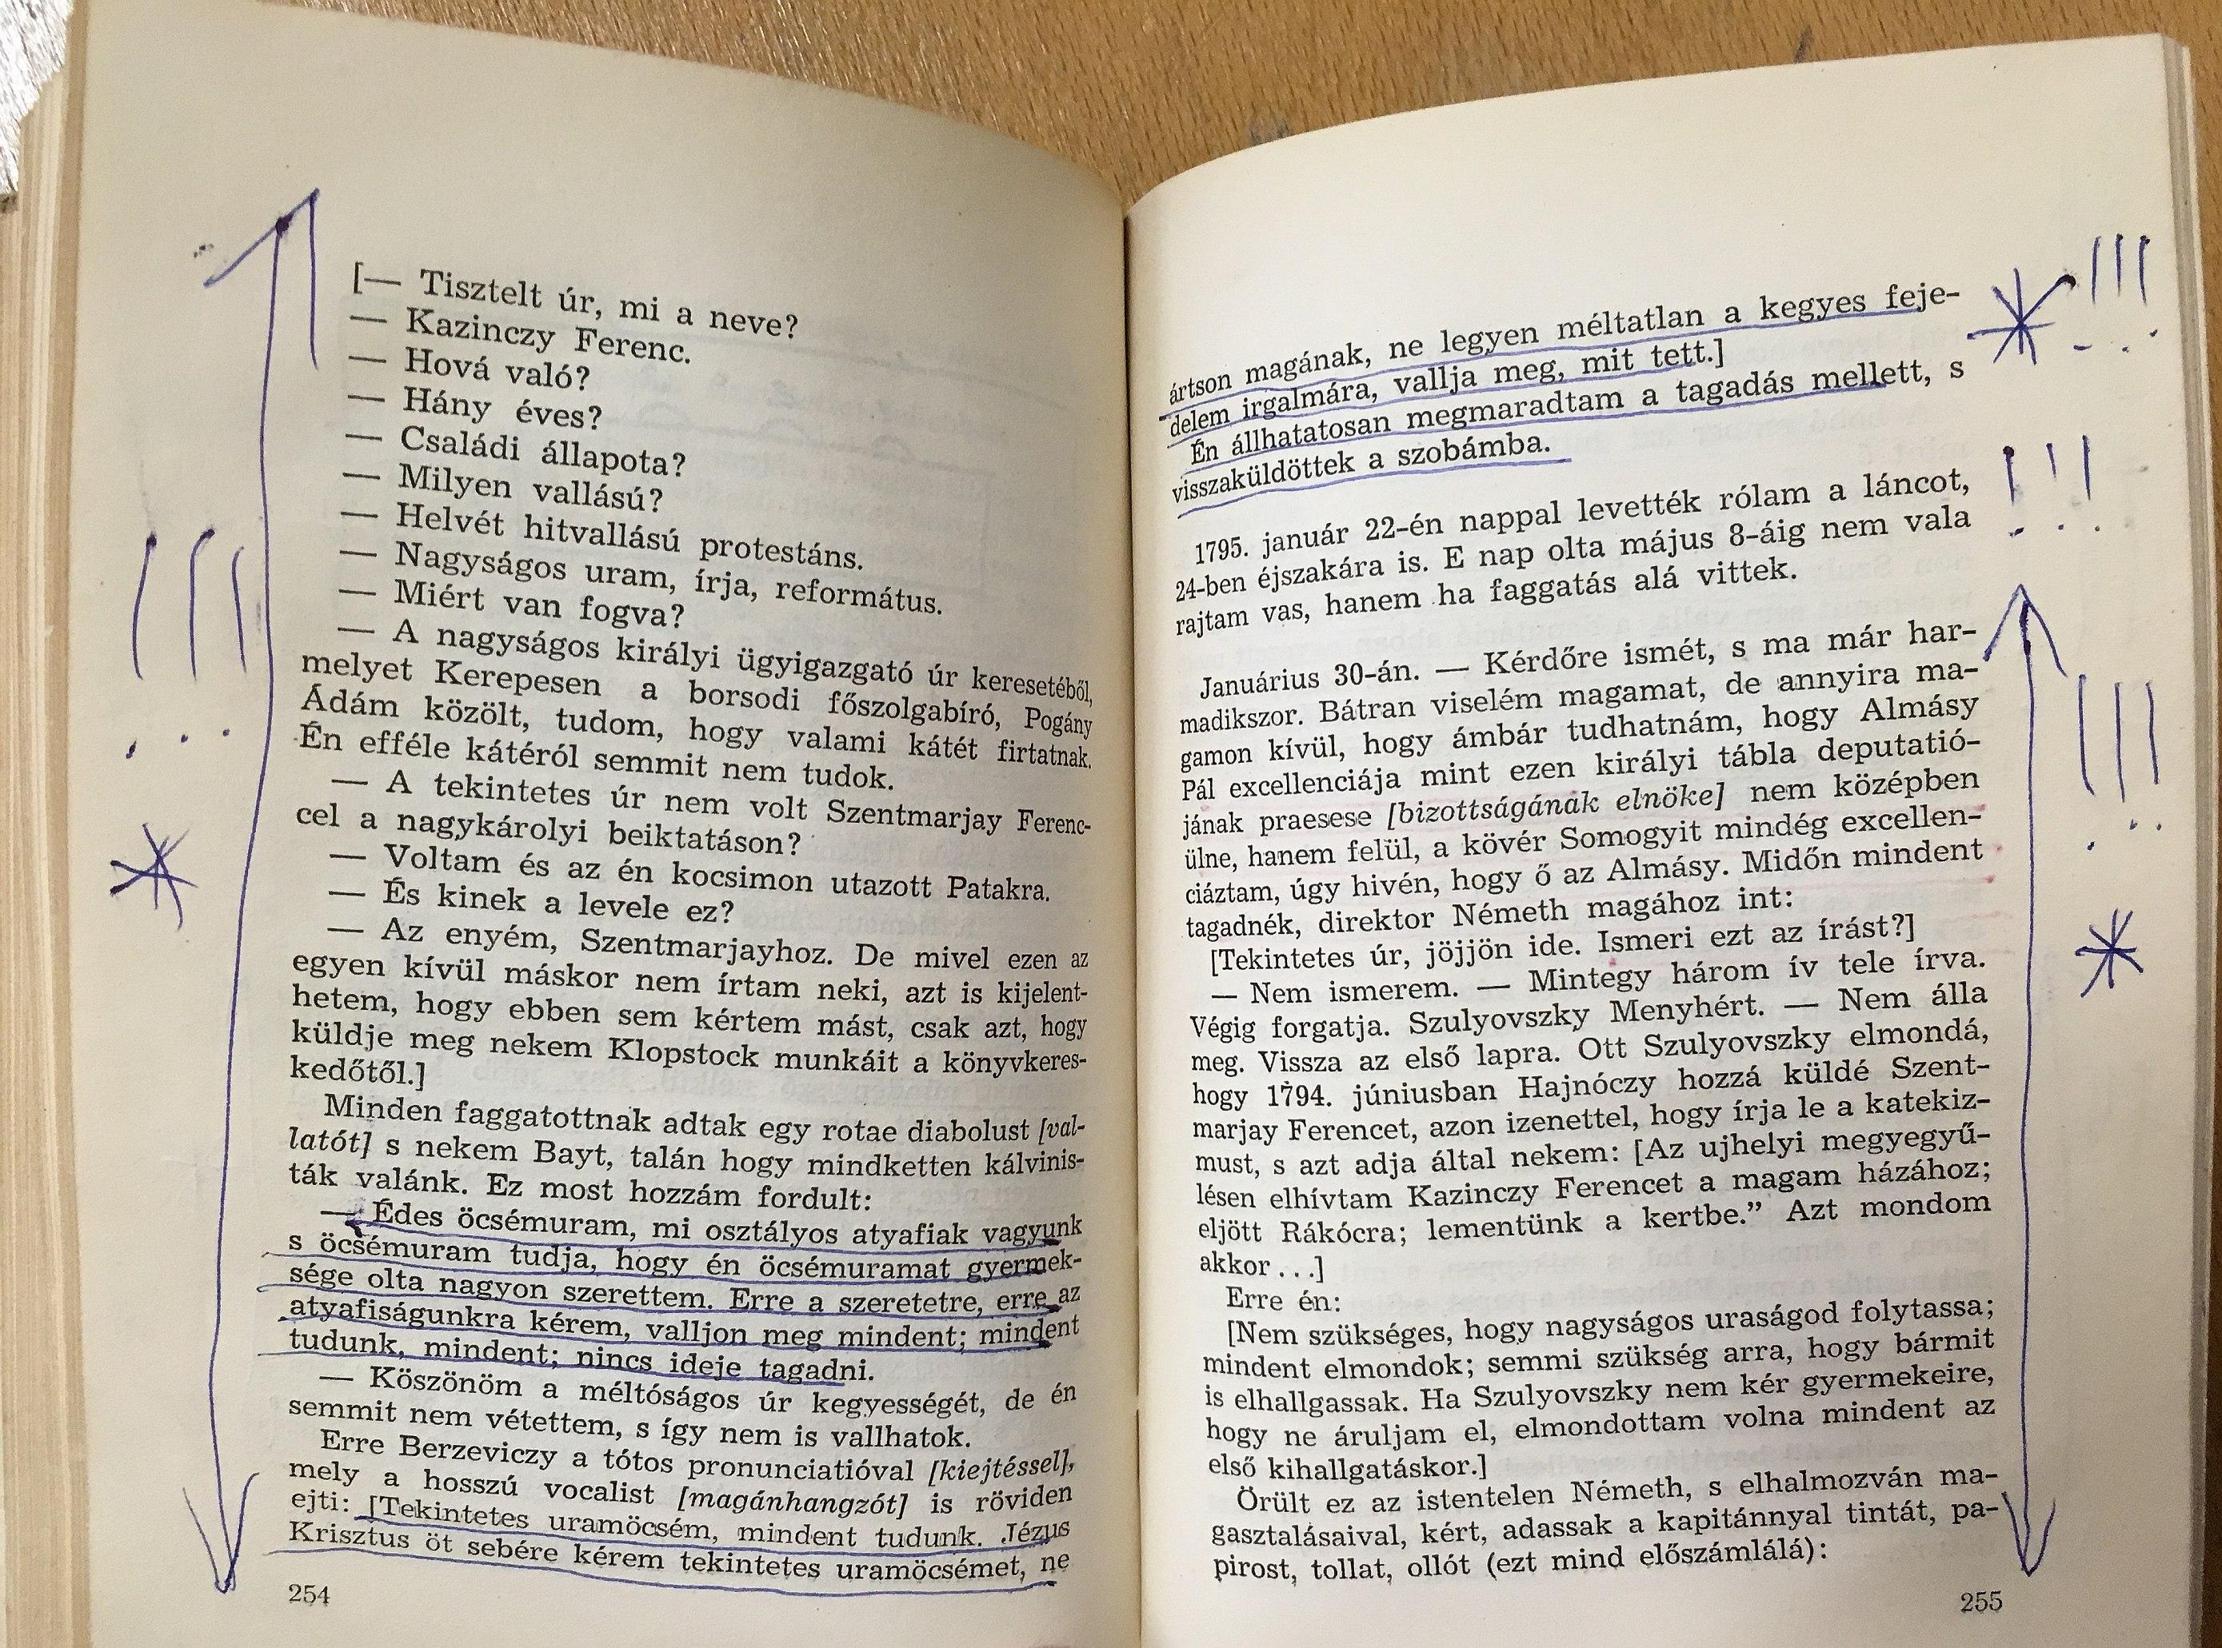 [— Tisztelt úr, mi a neve?
— Kazinczy Ferenc.
— Hová való?
— Hány éves?
— Családi állapota?
— Milyen vallású?
— Helvét hitvallású protestáns.
— Nagyságos uram, írja, református.
— Miért van fogva?
— A nagyságos királyi ügyigazgató úr keresetéből,
melyet Kerepesen a borsodi főszolgabíró, Pogány
Ádám közölt, tudom, hogy valami kátét firtatnak.
Én efféle kátéról semmit nem tudok.
— A tekintetes úr nem volt Szentmarjay Ferenc-
cel a nagykárolyi beiktatáson?
— Voltam és az én kocsimon utazott Patakra.
— És kinek a levele ez?
— Az enyém, Szentmarjayhoz. De mivel ezen az
egyen kívül máskor nem írtam neki, azt is kijelent-
hetem, hogy ebben sem kértem mást, csak azt, hogy
küldje meg nekem Klopstock munkáit a könyvkeres-
kedőtől.]
Minden faggatottnak adtak egy rotae diabolust [val-
latót] s nekem Bayt, talán hogy mindketten kálvinis-
ták valánk. Ez most hozzám fordult:
— Édes öcsémuram, mi osztályos atyafiak vagyunk
s öcsémuram tudja, hogy én öcsémuramat gyermek-
sége olta nagyon szerettem. Erre a szeretetre, erre az
atyafiságunkra kérem, valljon meg mindent; mindent
tudunk, mindent; nincs ideje tagadni.
— Köszönöm a méltóságos úr kegyességét, de én
semmit nem vétettem, s így nem is vallhatok.
Erre Berzeviczy a tótos pronunciatióval [kiejtéssel],
mely a hosszú vocalist [magánhangzót] is röviden
ejti: [Tekintetes uramöcsém, mindent tudunk. Jézus
Krisztus öt sebére kérem tekintetes uramöcsémet, ne
254
ártson magának, ne legyen méltatlan a kegyes feje-
delem irgalmára, vallja meg, mit tett.]
Én állhatatosan megmaradtam a tagadás mellett, s
visszaküldöttek a szobámba.
1795. január 22-én nappal levették rólam a láncot,
24-ben éjszakára is. E nap olta május 8-áig nem vala
rajtam vas, hanem ha faggatás alá vittek.
Januárius 30-án. — Kérdőre ismét, s ma már har-
madikszor. Bátran viselém magamat, de annyira ma-
gamon kívül, hogy ámbár tudhatnám, hogy Almásy
Pál excellenciája mint ezen királyi tábla deputatió-
jának praesese [bizottságának elnöke] nem középben
ülne, hanem felül, a kövér Somogyit mindég excellen-
ciáztam, úgy hivén, hogy ő az Almásy. Midőn mindent
tagadnék, direktor Németh magához int:
[Tekintetes úr, jöjjön ide. Ismeri ezt az írást?]
— Nem ismerem. — Mintegy három ív tele írva.
Végig forgatja. Szulyovszky Menyhért. — Nem álla
meg. Vissza az első lapra. Ott Szulyovszky elmondá,
hogy 1794. júniusban Hajnóczy hozzá küldé Szent-
marjay Ferencet, azon izenettel, hogy írja le a katekiz-
must, s azt adja által nekem: [Az ujhelyi megyegyű-
lésen elhívtam Kazinczy Ferencet a magam házához;
eljött Rákócra; lementünk a kertbe.” Azt mondom
akkor . . .]
Erre én:
[Nem szükséges, hogy nagyságos uraságod folytassa;
mindent elmondok; semmi szükség arra, hogy bármit
is elhallgassak. Ha Szulyovszky nem kér gyermekeire,
hogy ne áruljam el, elmondottam volna mindent az
első kihallgatáskor.]
Örült ez az istentelen Németh, s elhalmozván ma-
gasztalásaival, kért, adassak a kapitánnyal tintát, pa-
pirost, tollat, ollót (ezt mind előszámlálá):
255
!!!
!!!
!!!
!!!